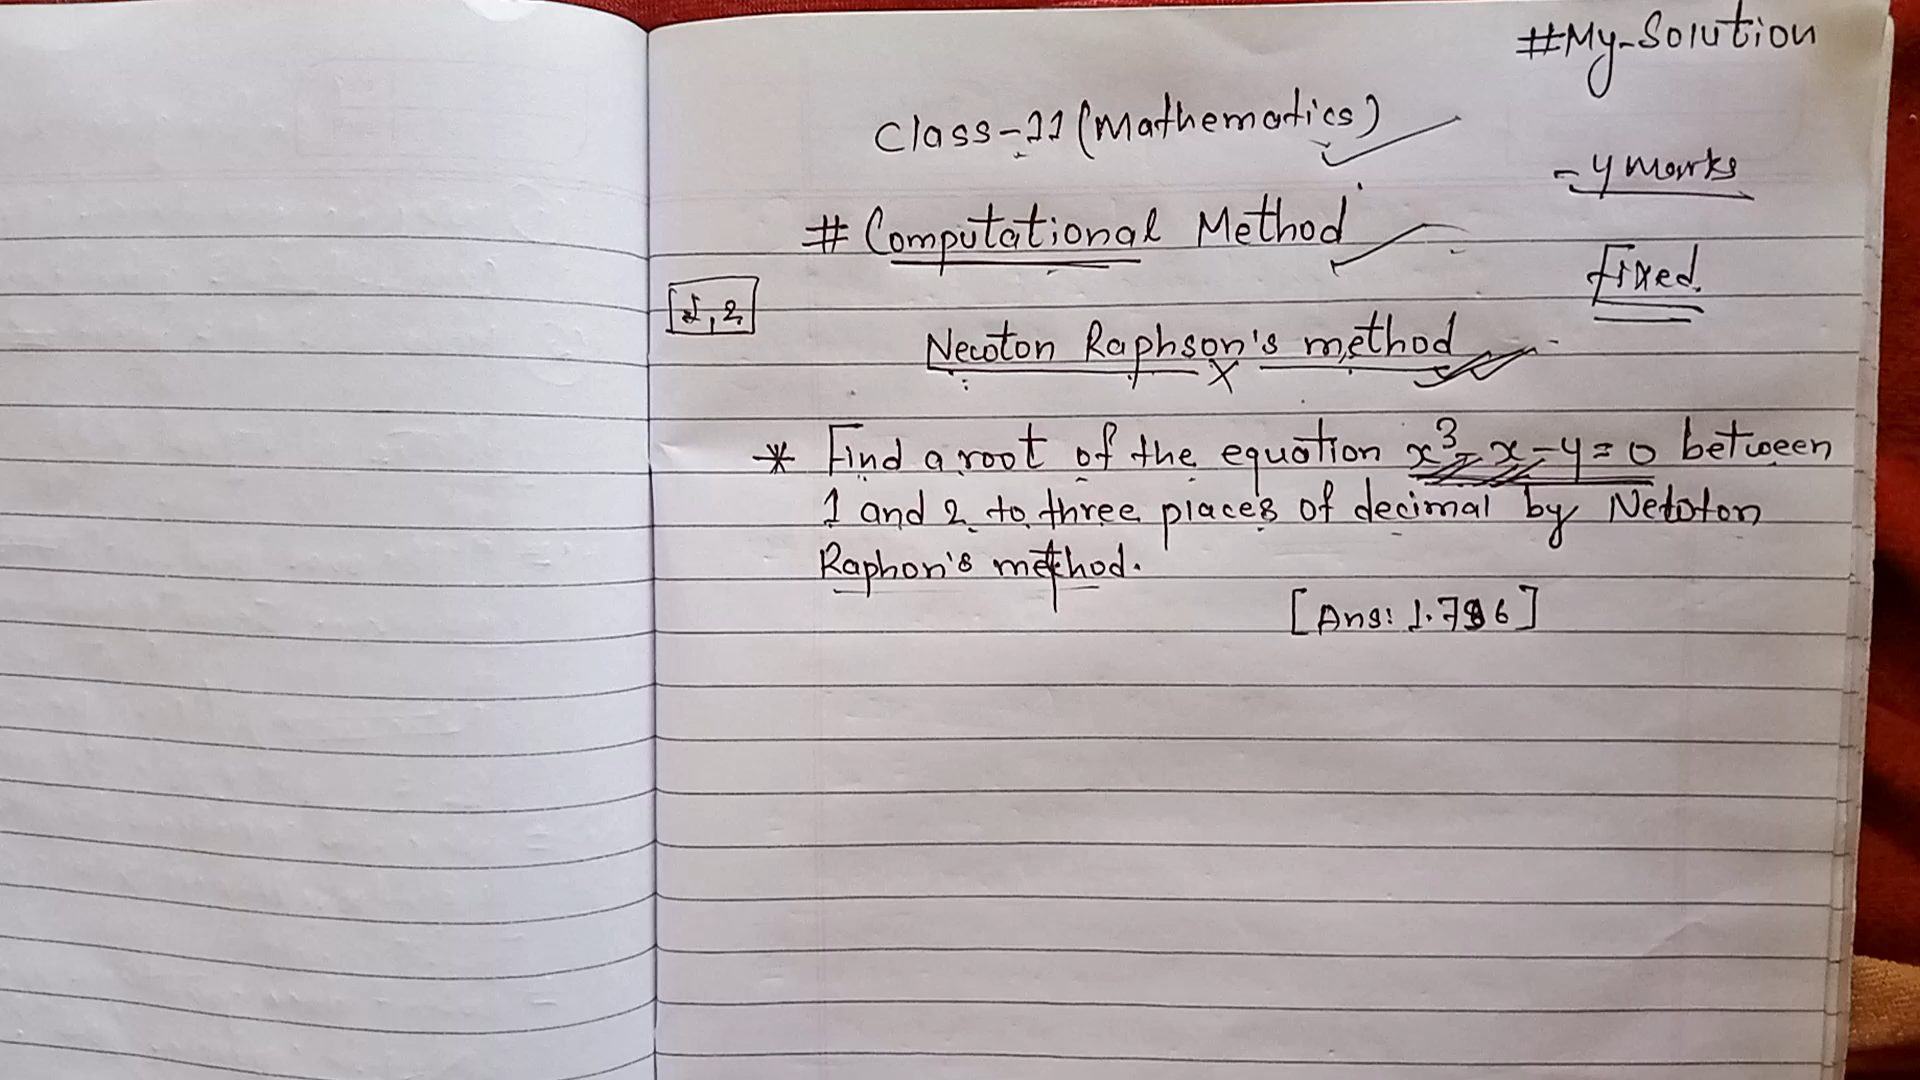 #My-Solution
Class-11 (Mathematics)
- 4 marks
# Computational Method
Fixed.
[1, 2]
Newton Raphson's method
* Find a root of the equation x³-x-4=0 between
1 and 2 to three places of decimal by Newton
Raphon's method.
[Ans: 1.796]